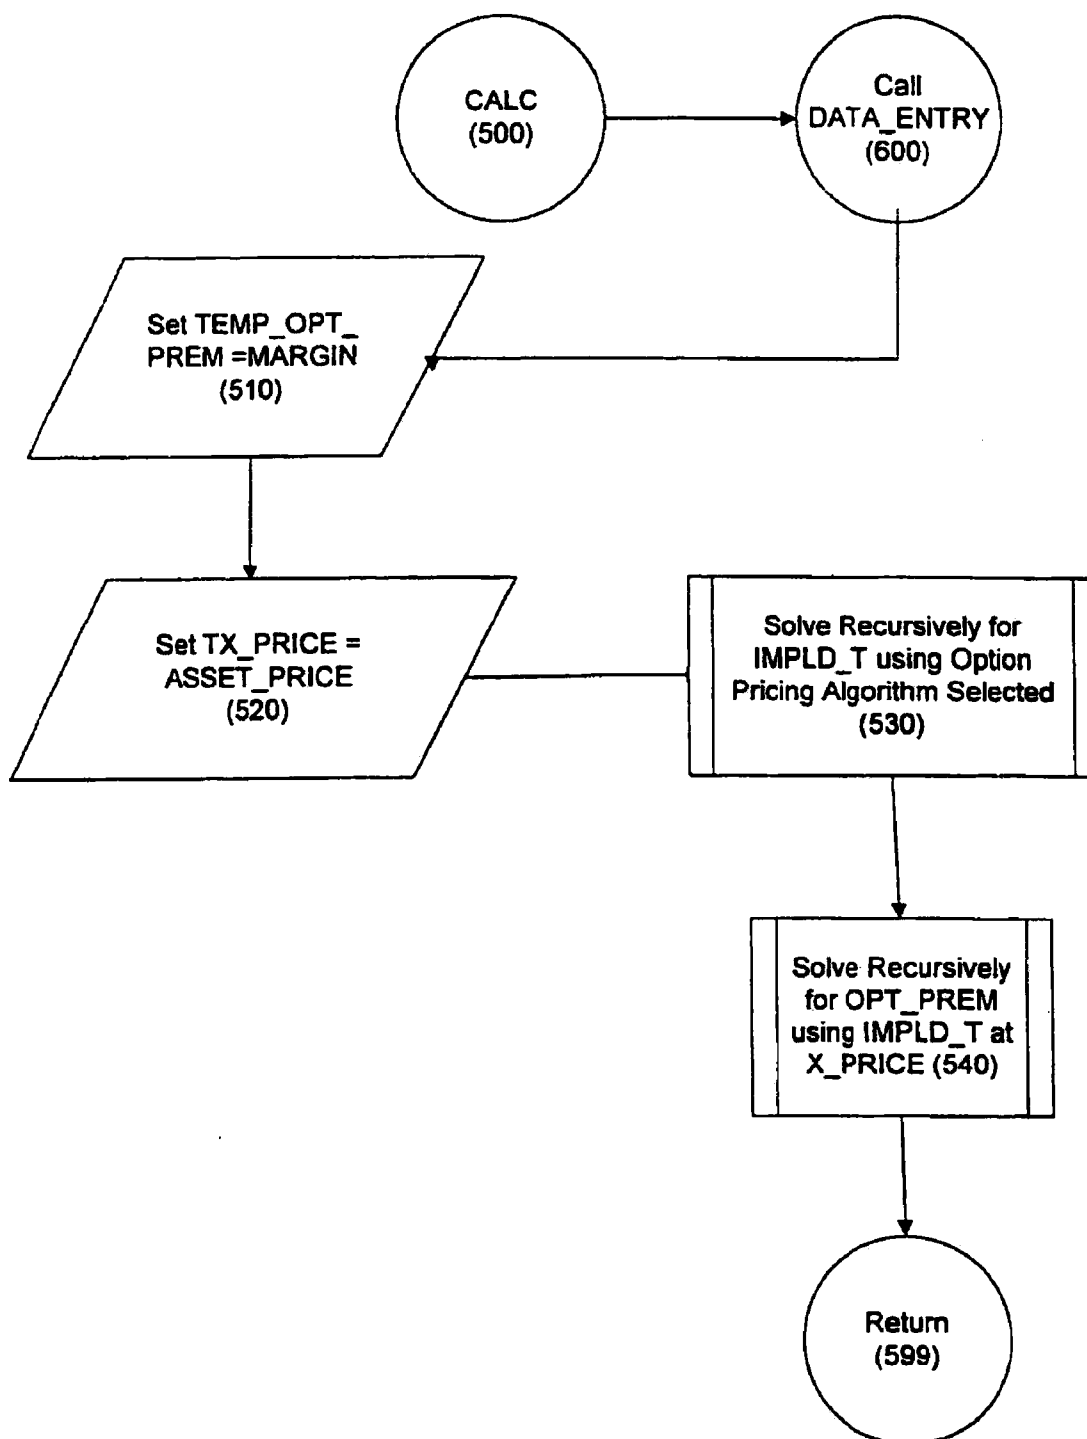 CALC
(500)
Call
DATA_ENTRY
(600)
Set TEMP_OPT_
PREM =MARGIN
(510)
Set TX_PRICE =
ASSET_PRICE
(520)
Solve Recursively for
IMPLD_T using Option
Pricing Algorithm Selected
(530)
Solve Recursively
for OPT_PREM
using IMPLD_T at
X_PRICE (540)
Return
(599)